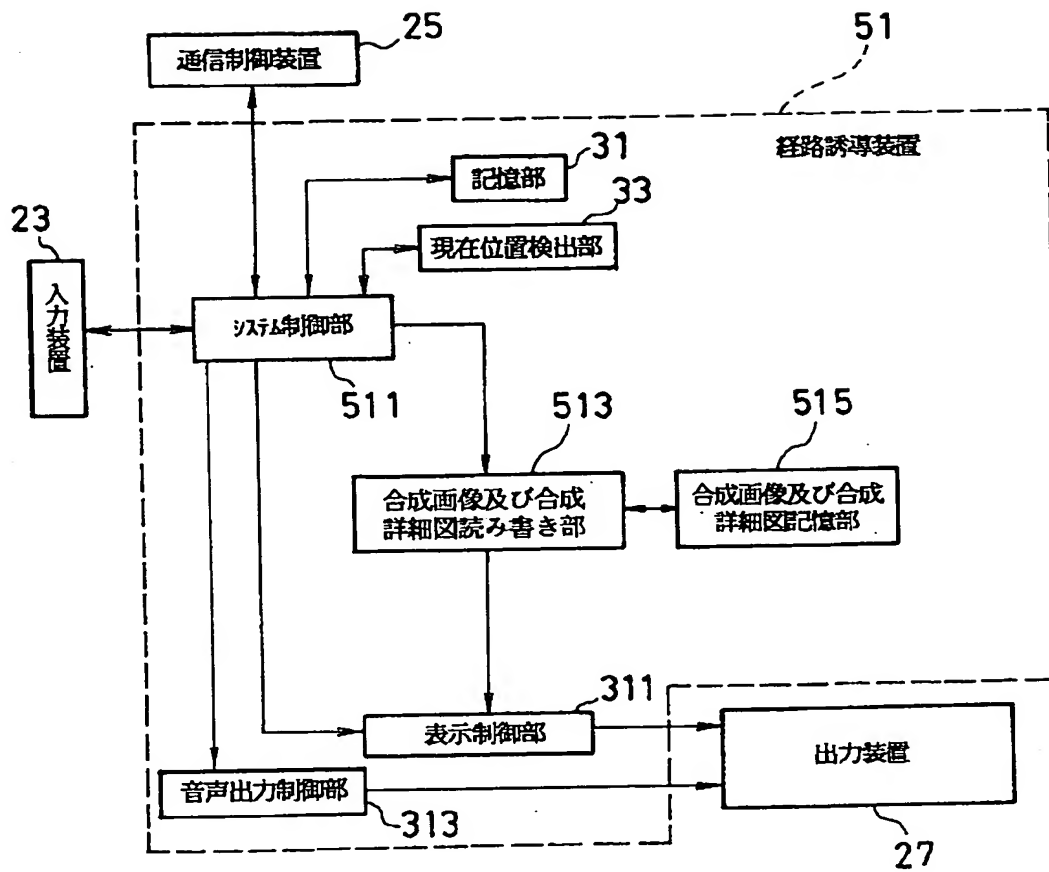 25
51
通信制御装置
経路誘導装置
31
記憶部
33
現在位置検出部
23
入力装置
システム制御部
511
513
515
合成画像及び合成
詳細図読み書き部
合成画像及び合成
詳細図記憶部
311
表示制御部
出力装置
音声出力制御部
313
27